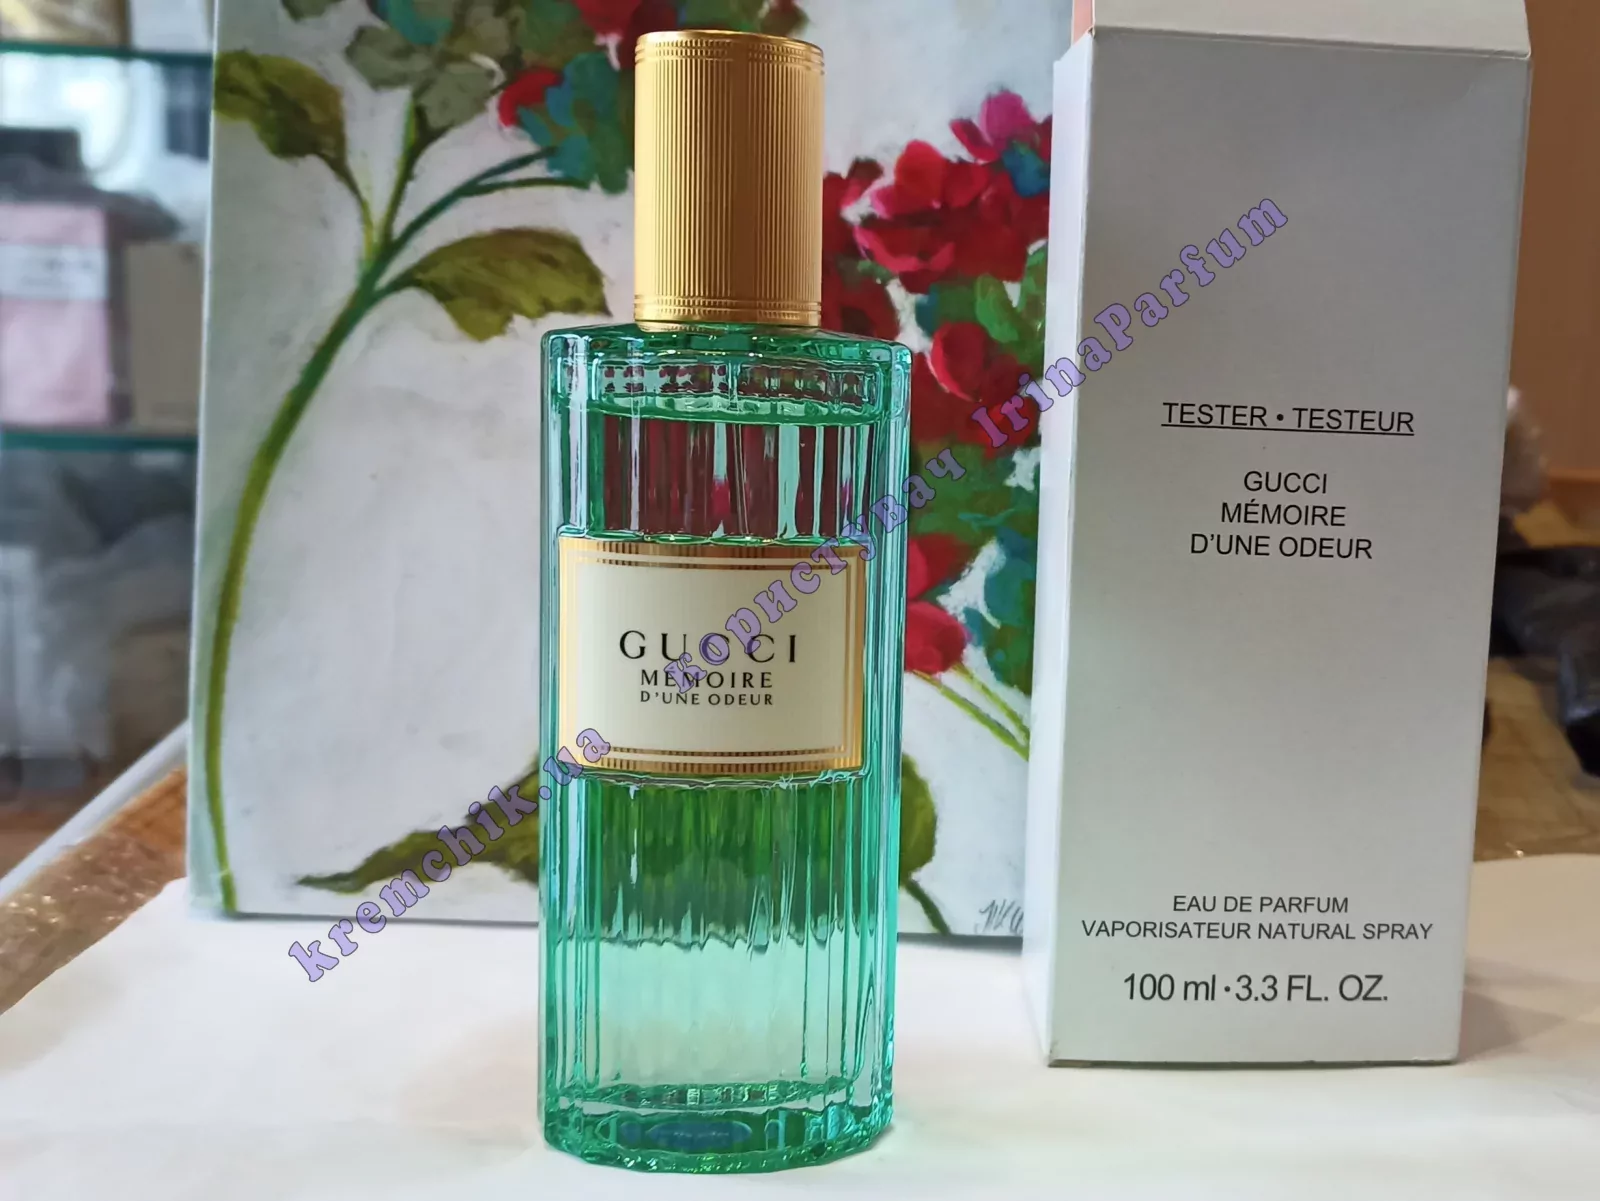 GUCCI
MÉMOIRE
D'UNE ODEUR
TESTER • TESTEUR
GUCCI
MÉMOIRE
D'UNE ODEUR
EAU DE PARFUM
VAPORISATEUR NATURAL SPRAY
100 ml • 3.3 FL. OZ.
kremchik.ua користувач IrinaParfum